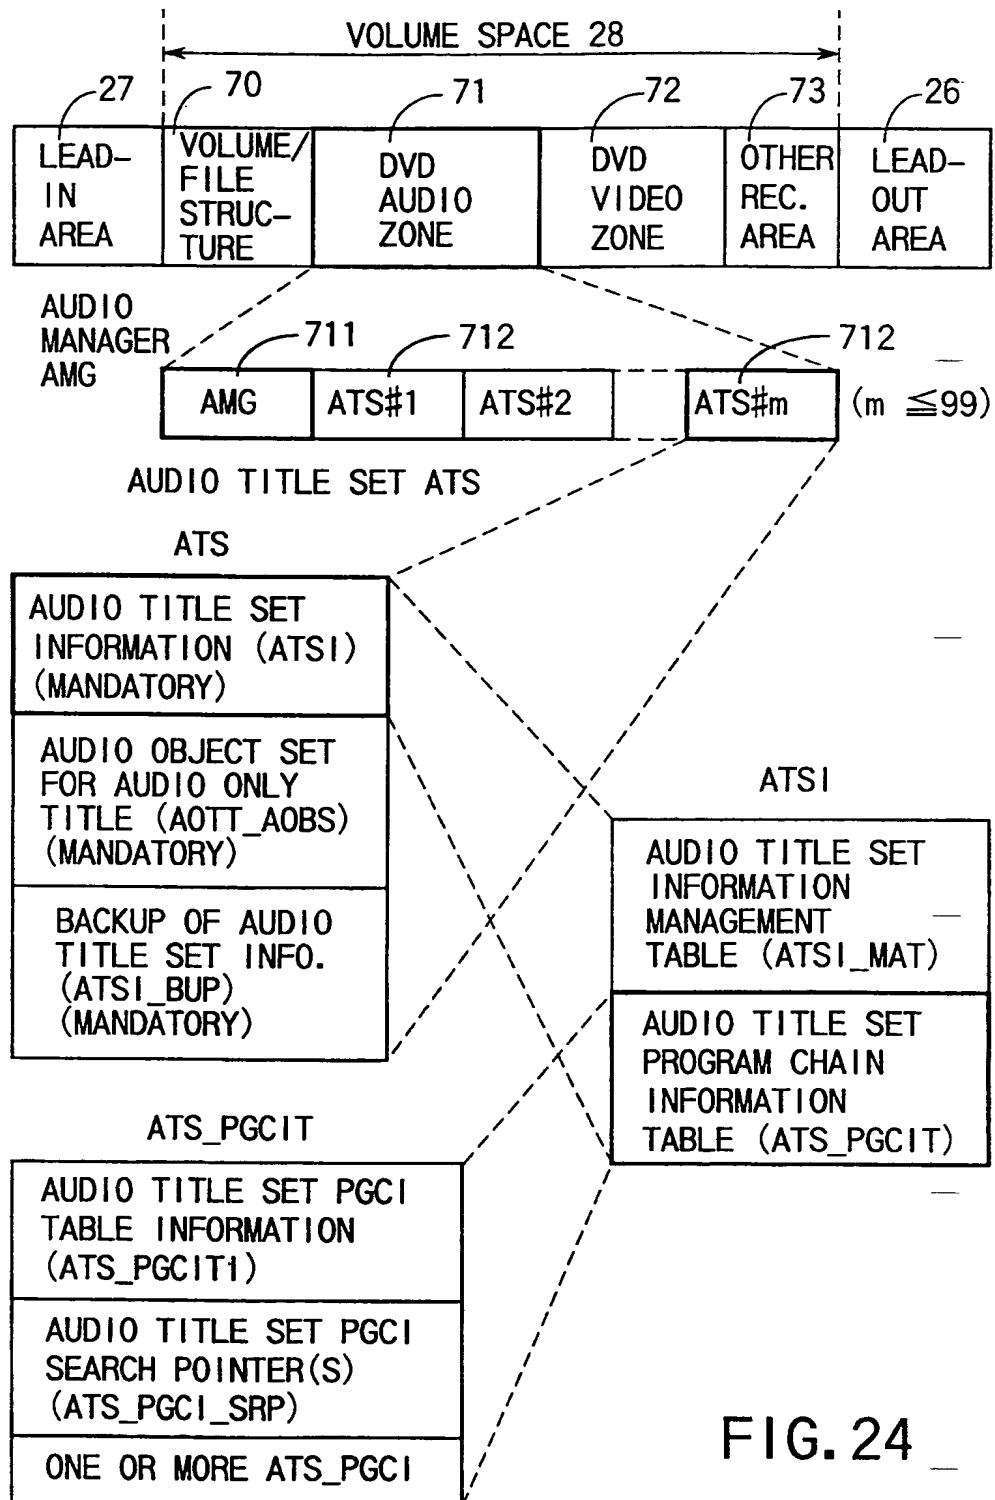 VOLUME SPACE 28
27 70 71 72 73 26
LEAD-
IN
AREA
VOLUME/
FILE
STRUC-
TURE
DVD
AUDIO
ZONE
DVD
VIDEO
ZONE
OTHER
REC.
AREA
LEAD-
OUT
AREA
AUDIO
MANAGER
AMG
711 712 712
AMG ATS#1 ATS#2 ATS#m (m ≦99)
AUDIO TITLE SET ATS
ATS
AUDIO TITLE SET
INFORMATION (ATSI)
(MANDATORY)
AUDIO OBJECT SET
FOR AUDIO ONLY
TITLE (AOTT_AOBS)
(MANDATORY)
BACKUP OF AUDIO
TITLE SET INFO.
(ATSI_BUP)
(MANDATORY)
ATSI
AUDIO TITLE SET
INFORMATION
MANAGEMENT
TABLE (ATSI_MAT)
AUDIO TITLE SET
PROGRAM CHAIN
INFORMATION
TABLE (ATS_PGCIT)
ATS_PGCIT
AUDIO TITLE SET PGCI
TABLE INFORMATION
(ATS_PGCITi)
AUDIO TITLE SET PGCI
SEARCH POINTER(S)
(ATS_PGCI_SRP)
ONE OR MORE ATS_PGCI
FIG. 24